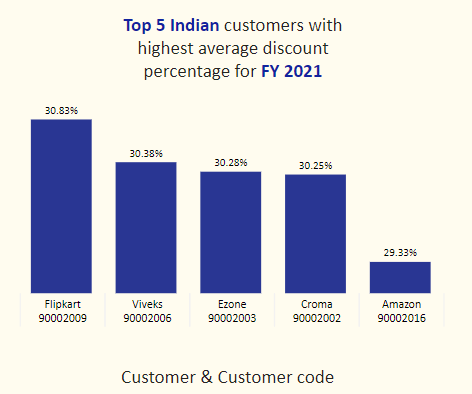 Top 5 Indian customers with
highest average discount
percentage for FY 2021
30.83%
30.38%
30.28%
30.25%
29.33%
Flipkart Viveks Ezone Croma Amazon
90002009 90002006 90002003 90002002 90002016
Customer & Customer code